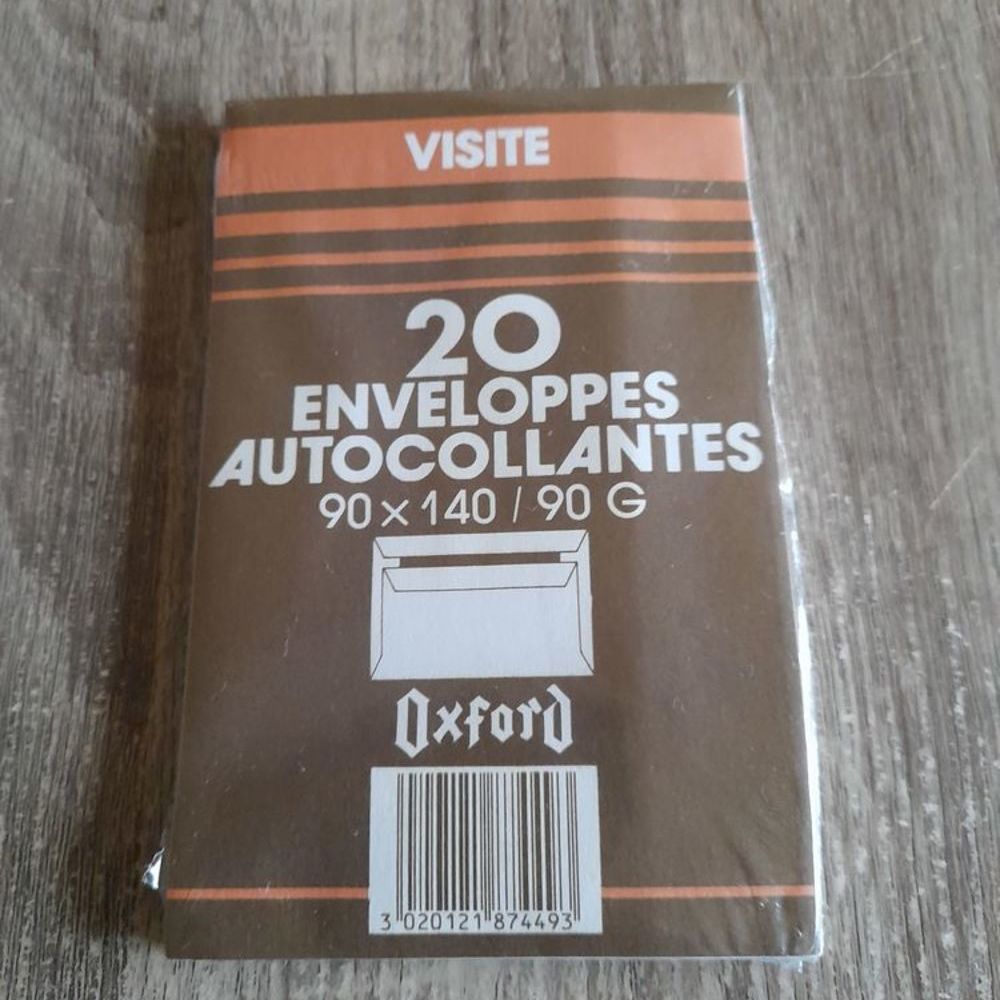 VISITE
20
ENVELOPPES
AUTOCOLLANTES
90 x 140 / 90 G
Oxford
3 020121 874493